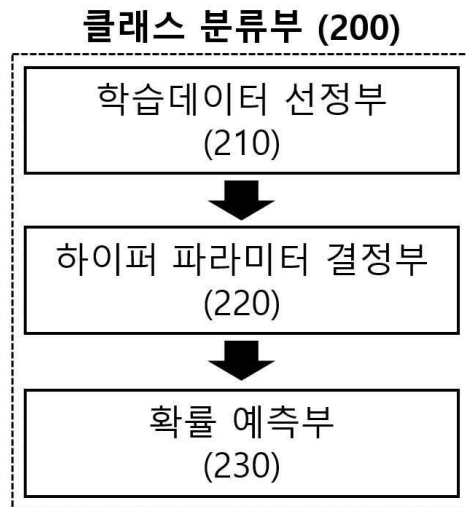 클래스 분류부 (200)
학습데이터 선정부
(210)
하이퍼 파라미터 결정부
(220)
확률 예측부
(230)